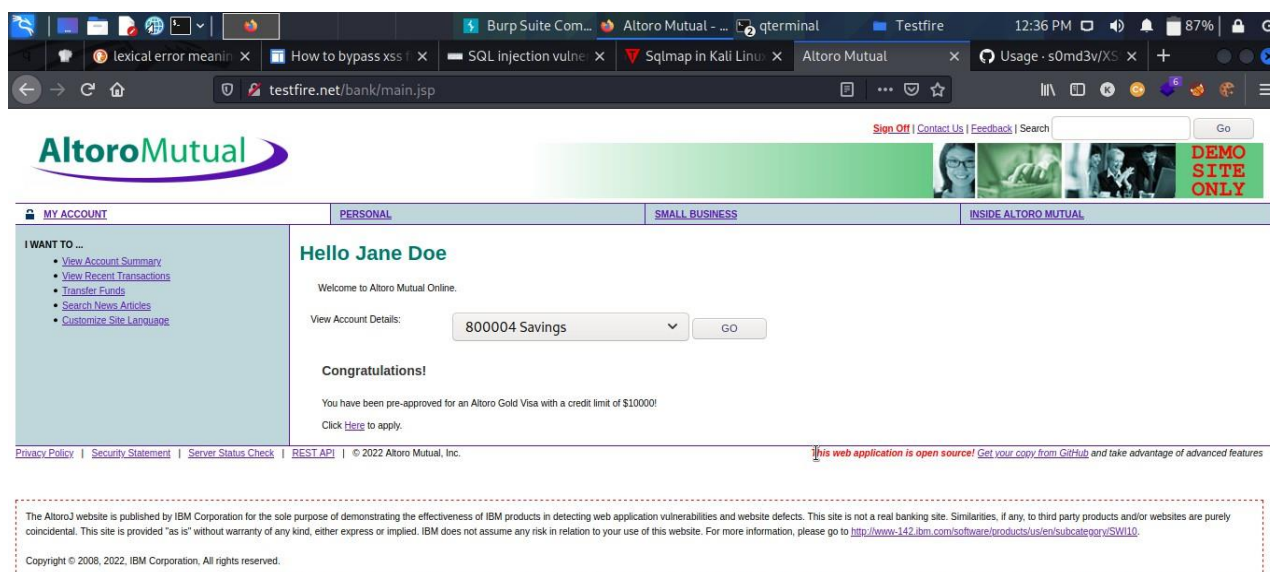 Burp Suite Com... Altoro Mutual - ... qterminal Testfire 12:36 PM 87%
lexical error meanin How to bypass xss f SQL injection vulne Sqlmap in Kali Linu Altoro Mutual Usage · s0md3v/XS
testfire.net/bank/main.jsp
Sign Off | Contact Us | Feedback | Search Go
AltoroMutual
DEMO
SITE
ONLY
MY ACCOUNT PERSONAL SMALL BUSINESS INSIDE ALTORO MUTUAL
I WANT TO ...
View Account Summary
View Recent Transactions
Transfer Funds
Search News Articles
Customize Site Language
Hello Jane Doe
Welcome to Altoro Mutual Online.
View Account Details: 800004 Savings GO
Congratulations!
You have been pre-approved for an Altoro Gold Visa with a credit limit of $10000!
Click Here to apply.
Privacy Policy | Security Statement | Server Status Check | REST API | © 2022 Altoro Mutual, Inc. This web application is open source! Get your copy from GitHub and take advantage of advanced features
The AltoroJ website is published by IBM Corporation for the sole purpose of demonstrating the effectiveness of IBM products in detecting web application vulnerabilities and website defects. This site is not a real banking site. Similarities, if any, to third party products and/or websites are purely
coincidental. This site is provided "as is" without warranty of any kind, either express or implied. IBM does not assume any risk in relation to your use of this website. For more information, please go to http://www-142.ibm.com/software/products/us/en/subcategory/SWI10.
Copyright © 2008, 2022, IBM Corporation, All rights reserved.